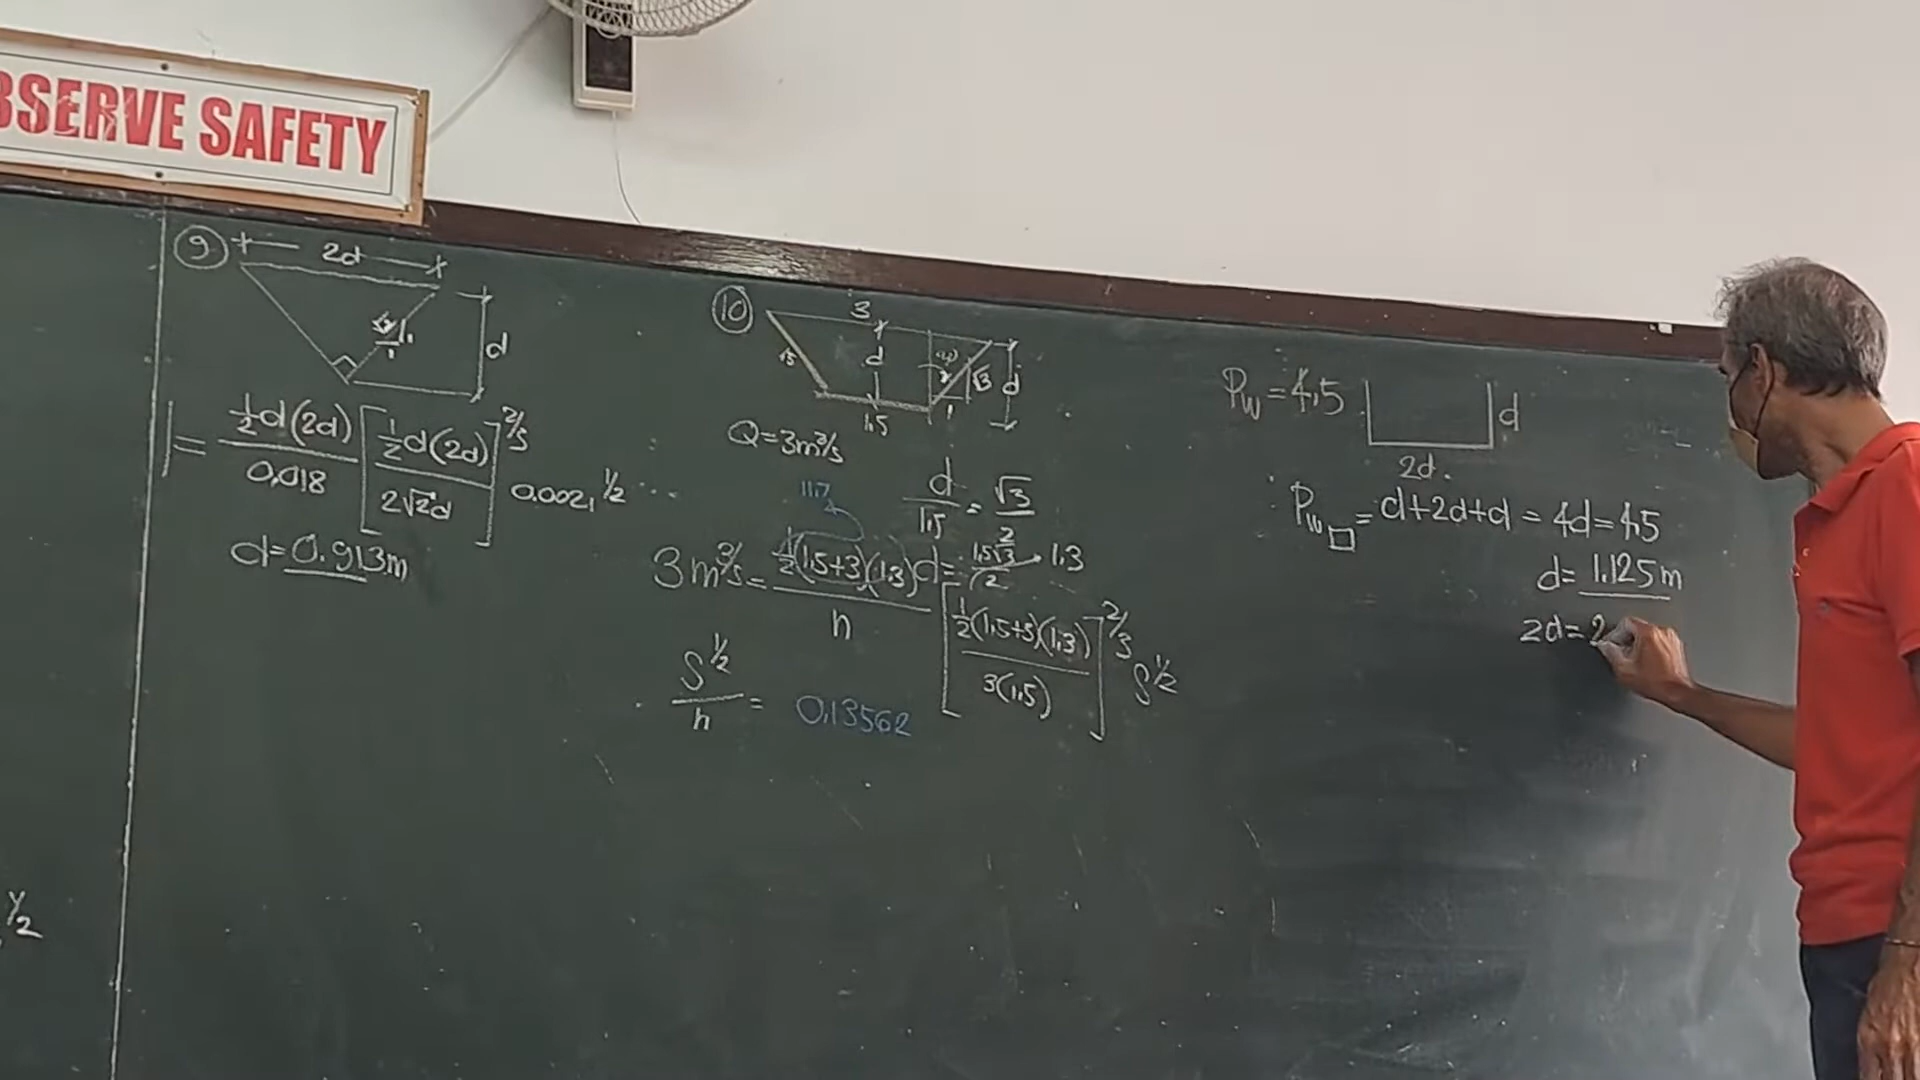 BSERVE SAFETY
9
2d
d
1 = ½d(2d)/0.018 [½d(2d)/2√2d]^2/3 0.002^1/2
d = 0.913m
10
3
1.5
d
√3
d
1
1.5
Q = 3m³/s
d/1.5 = √3/2
117
3m³/s = ½(1.5+3)(1.3)/n [½(1.5+3)(1.3)/3(1.5)]^2/3 S^1/2
d = 1.5√3/2 → 1.3
S^1/2/n = 0.13562
Pw = 4.5
d
2d
Pw□ = d+2d+d = 4d = 4.5
d = 1.125m
2d = 2
1/2